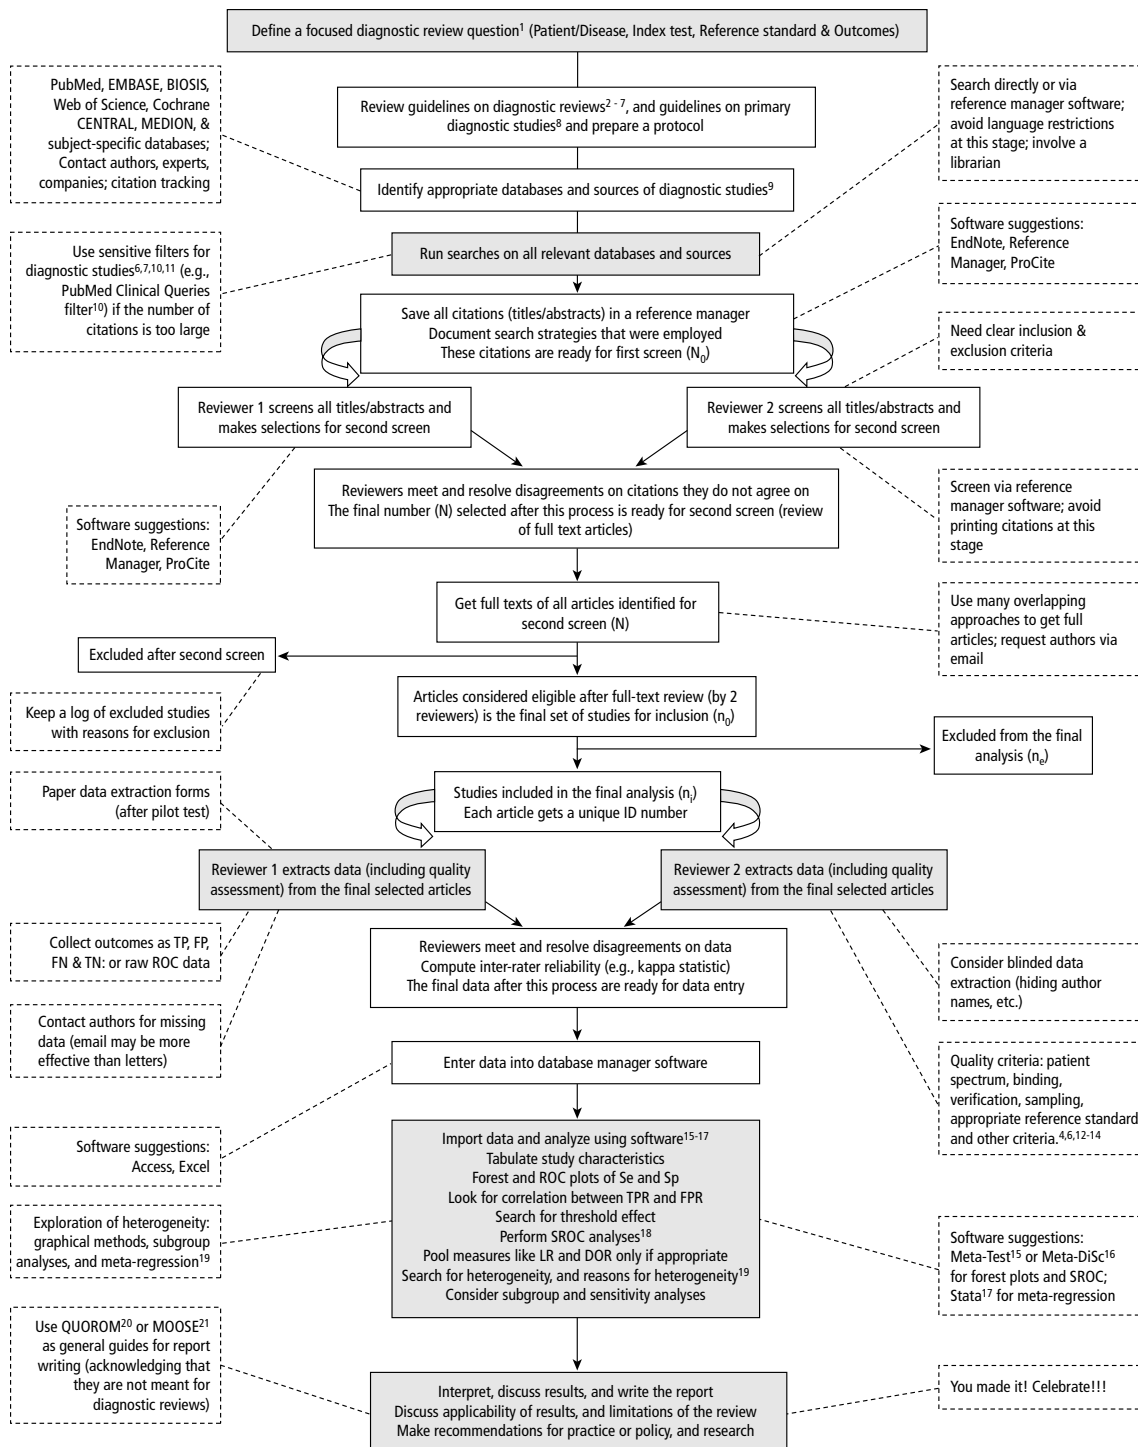 Define a focused diagnostic review question1 (Patient/Disease, Index test, Reference standard & Outcomes)
PubMed, EMBASE, BIOSIS,
Web of Science, Cochrane
CENTRAL, MEDION, &
subject-specific databases;
Contact authors, experts,
companies; citation tracking
Review guidelines on diagnostic reviews2 - 7, and guidelines on primary
diagnostic studies8 and prepare a protocol
Search directly or via
reference manager software;
avoid language restrictions
at this stage; involve a
librarian
Identify appropriate databases and sources of diagnostic studies9
Software suggestions:
EndNote, Reference
Manager, ProCite
Use sensitive filters for
diagnostic studies6,7,10,11 (e.g.,
PubMed Clinical Queries
filter10) if the number of
citations is too large
Run searches on all relevant databases and sources
Save all citations (titles/abstracts) in a reference manager
Document search strategies that were employed
These citations are ready for first screen (N0)
Need clear inclusion &
exclusion criteria
Reviewer 1 screens all titles/abstracts and
makes selections for second screen
Reviewer 2 screens all titles/abstracts and
makes selections for second screen
Reviewers meet and resolve disagreements on citations they do not agree on
The final number (N) selected after this process is ready for second screen (review
of full text articles)
Screen via reference
manager software; avoid
printing citations at this
stage
Software suggestions:
EndNote, Reference
Manager, ProCite
Get full texts of all articles identified for
second screen (N)
Use many overlapping
approaches to get full
articles; request authors via
email
Excluded after second screen
Articles considered eligible after full-text review (by 2
reviewers) is the final set of studies for inclusion (n0)
Keep a log of excluded studies
with reasons for exclusion
Excluded from the final
analysis (ne)
Paper data extraction forms
(after pilot test)
Studies included in the final analysis (ni)
Each article gets a unique ID number
Reviewer 1 extracts data (including quality
assessment) from the final selected articles
Reviewer 2 extracts data (including quality
assessment) from the final selected articles
Collect outcomes as TP, FP,
FN & TN: or raw ROC data
Reviewers meet and resolve disagreements on data
Compute inter-rater reliability (e.g., kappa statistic)
The final data after this process are ready for data entry
Consider blinded data
extraction (hiding author
names, etc.)
Contact authors for missing
data (email may be more
effective than letters)
Enter data into database manager software
Quality criteria: patient
spectrum, binding,
verification, sampling,
appropriate reference standard
and other criteria.4,6,12-14
Software suggestions:
Access, Excel
Import data and analyze using software15-17
Tabulate study characteristics
Forest and ROC plots of Se and Sp
Look for correlation between TPR and FPR
Search for threshold effect
Perform SROC analyses18
Pool measures like LR and DOR only if appropriate
Search for heterogeneity, and reasons for heterogeneity19
Consider subgroup and sensitivity analyses
Exploration of heterogeneity:
graphical methods, subgroup
analyses, and meta-regression19
Software suggestions:
Meta-Test15 or Meta-DiSc16
for forest plots and SROC;
Stata17 for meta-regression
Use QUOROM20 or MOOSE21
as general guides for report
writing (acknowledging that
they are not meant for
diagnostic reviews)
Interpret, discuss results, and write the report
Discuss applicability of results, and limitations of the review
Make recommendations for practice or policy, and research
You made it! Celebrate!!!